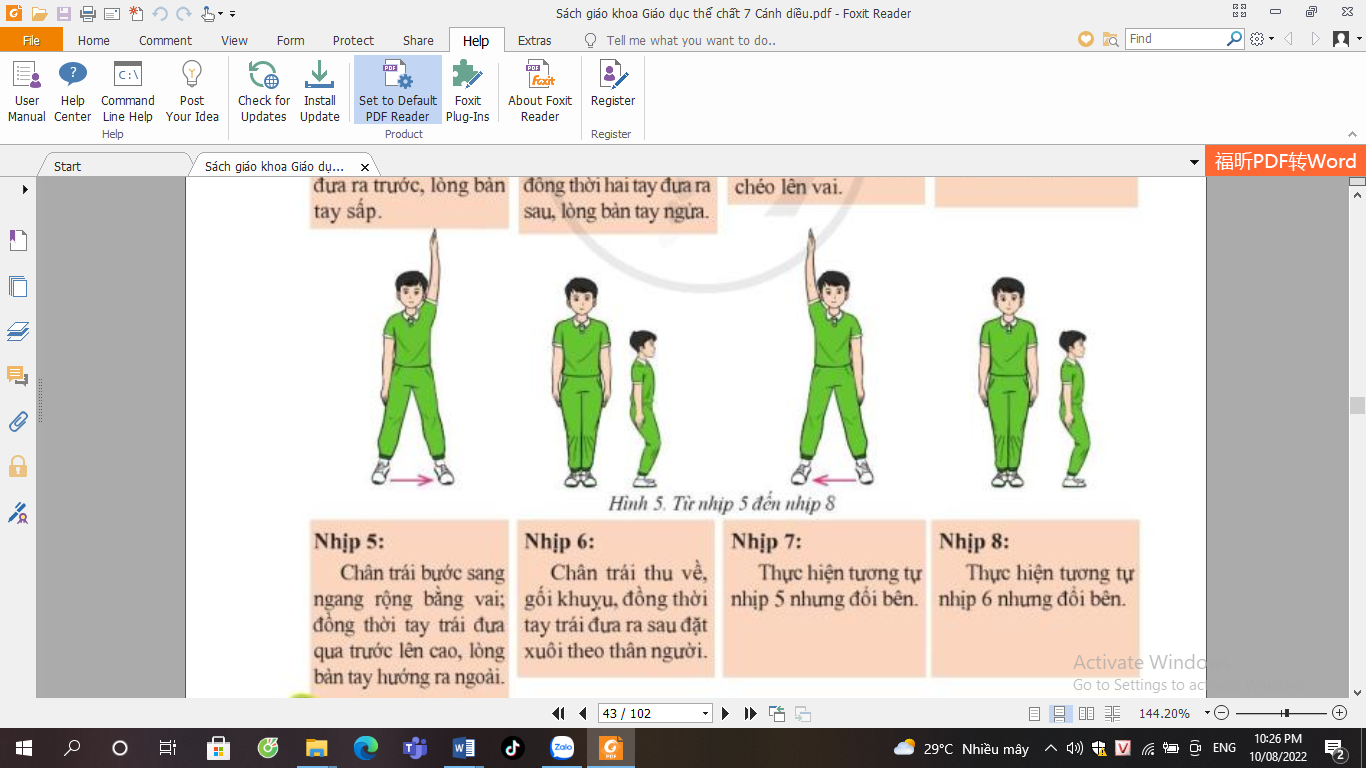 Sách giáo khoa Giáo dục thể chất 7 Cánh diều.pdf - Foxit Reader
File Home Comment View Form Protect Share Help Extras Tell me what you want to do.. Find
User Manual
Help Center
Command Line Help
Post Your Idea
Check for Updates
Install Update
Set to Default PDF Reader
Foxit Plug-Ins
About Foxit Reader
Register
Help Product Register
Start Sách giáo khoa Giáo dụ... 福昕PDF转Word
đưa ra trước, lòng bàn
tay sấp.
đồng thời hai tay đưa ra
sau, lòng bàn tay ngửa.
chéo lên vai.
Hình 5. Từ nhịp 5 đến nhịp 8
Nhịp 5:
Chân trái bước sang
ngang rộng bằng vai;
đồng thời tay trái đưa
qua trước lên cao, lòng
bàn tay hướng ra ngoài.
Nhịp 6:
Chân trái thu về,
gối khuỵu, đồng thời
tay trái đưa ra sau đặt
xuôi theo thân người.
Nhịp 7:
Thực hiện tương tự
nhịp 5 nhưng đổi bên.
Nhịp 8:
Thực hiện tương tự
nhịp 6 nhưng đổi bên.
Activate Windows
Go to Settings to
43 / 102
144.20%
29°C Nhiều mây
ENG
10:26 PM
10/08/2022
2